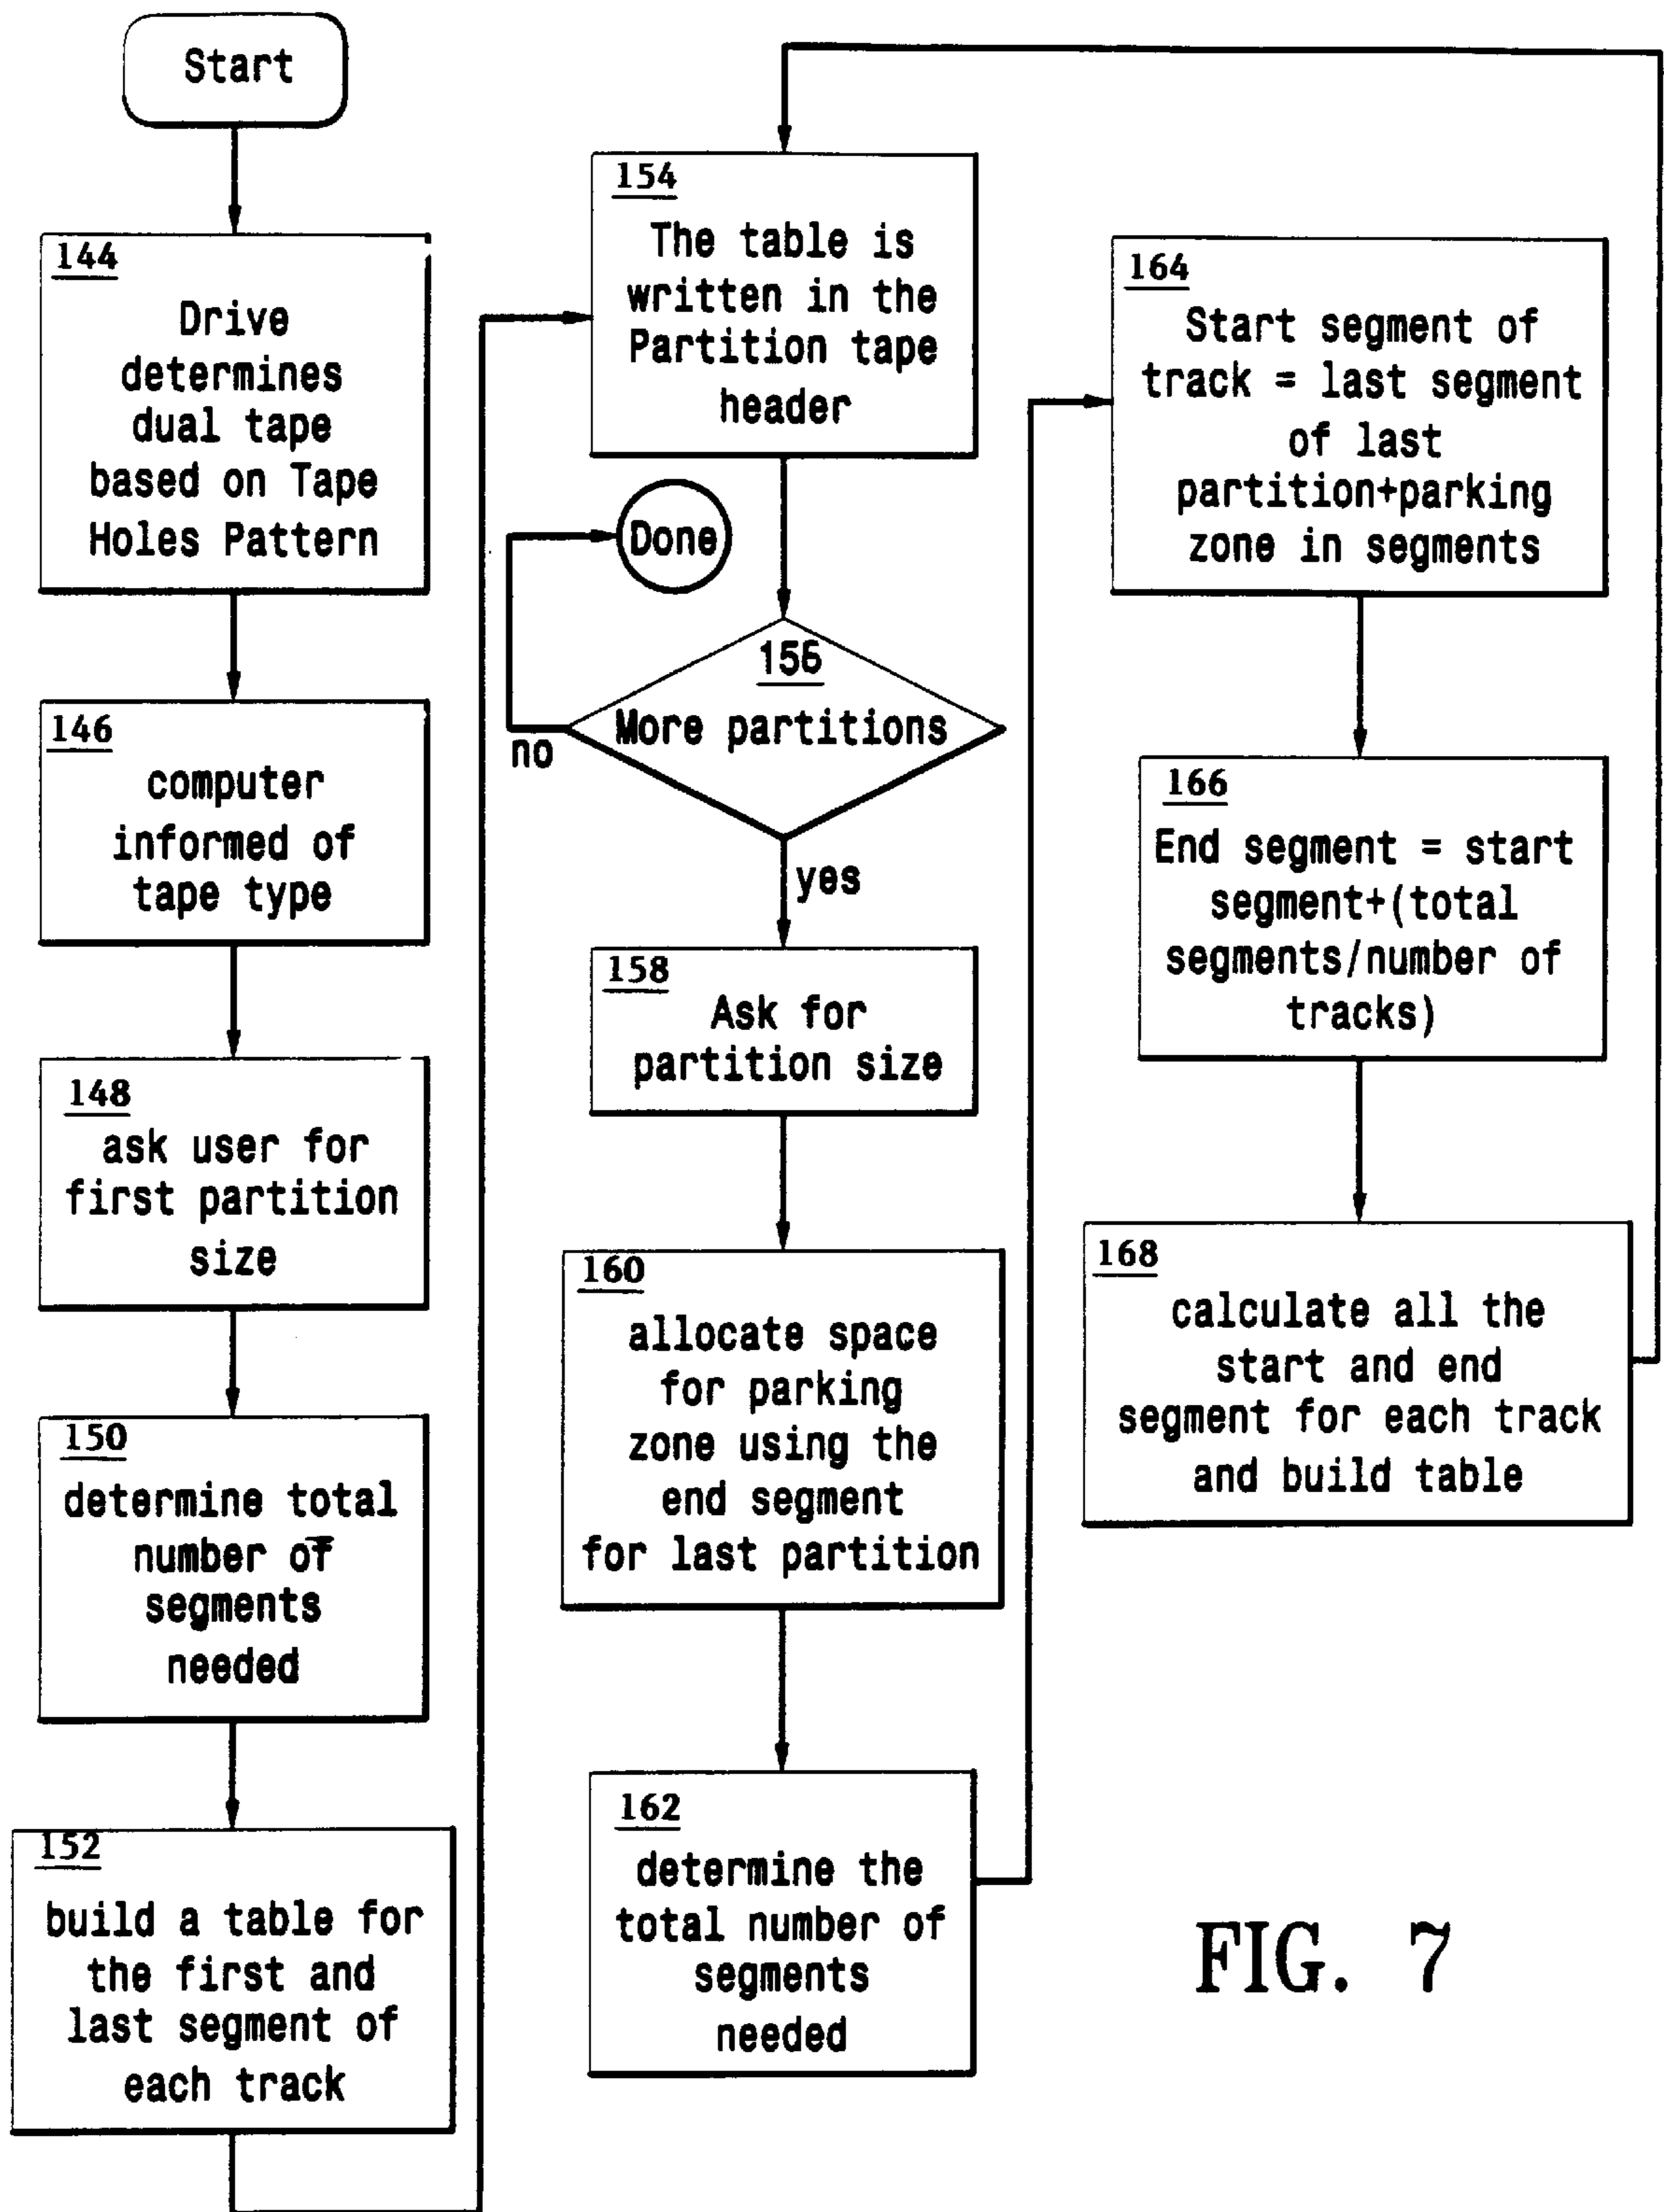 Start
144
Drive
determines
dual tape
based on Tape
Holes Pattern
146
computer
informed of
tape type
148
ask user for
first partition
size
150
determine total
number of
segments
needed
152
build a table for
the first and
last segment of
each track
154
The table is
written in the
Partition tape
header
Done
156
More partitions
no
yes
158
Ask for
partition size
160
allocate space
for parking
zone using the
end segment
for last partition
162
determine the
total number of
segments
needed
164
Start segment of
track = last segment
of last
partition+parking
zone in segments
166
End segment = start
segment+(total
segments/number of
tracks)
168
calculate all the
start and end
segment for each track
and build table
FIG. 7